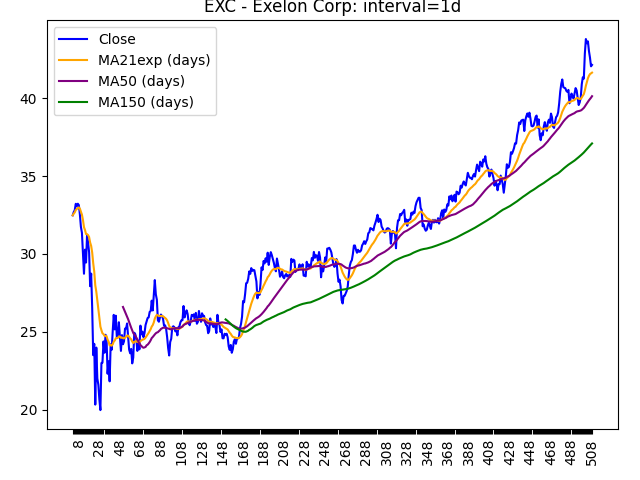 EXC - Exelon Corp: interval=1d
Close
MA21exp (days)
MA50 (days)
MA150 (days)
40
35
30
25
20
8 28 48 68 88 108 128 148 168 188 208 228 248 268 288 308 328 348 368 388 408 428 448 468 488 508